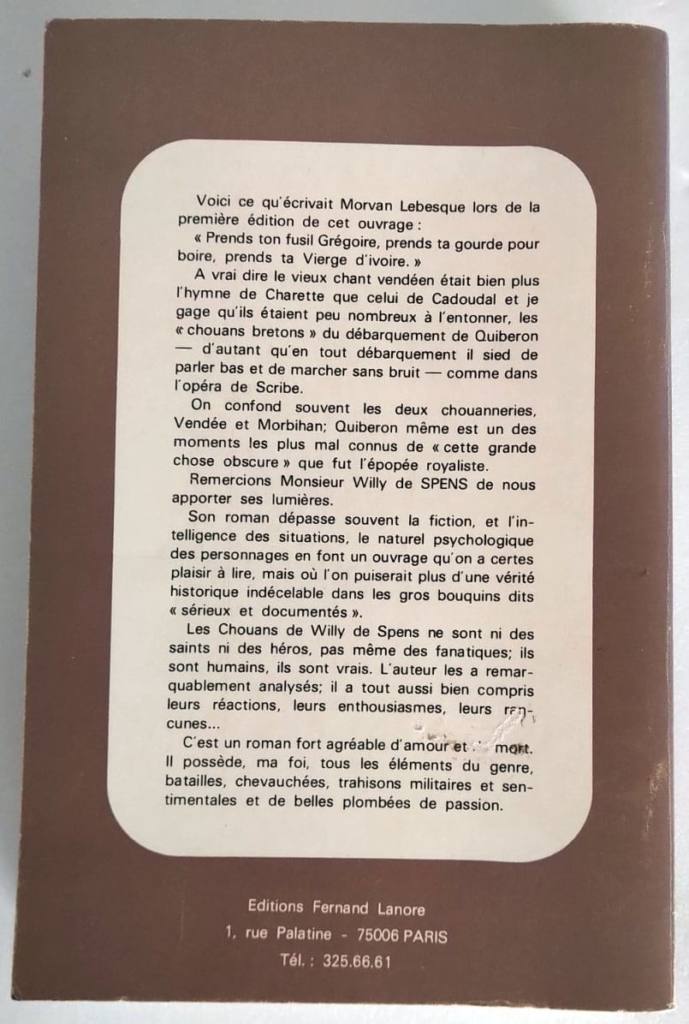 Voici ce qu'écrivait Morvan Lebesque lors de la
première édition de cet ouvrage :
« Prends ton fusil Grégoire, prends ta gourde pour
boire, prends ta Vierge d'ivoire. »
A vrai dire le vieux chant vendéen était bien plus
l'hymne de Charette que celui de Cadoudal et je
gage qu'ils étaient peu nombreux à l'entonner, les
« chouans bretons » du débarquement de Quiberon
— d'autant qu'en tout débarquement il sied de
parler bas et de marcher sans bruit — comme dans
l'opéra de Scribe.
On confond souvent les deux chouanneries,
Vendée et Morbihan; Quiberon même est un des
moments les plus mal connus de « cette grande
chose obscure » que fut l'épopée royaliste.
Remercions Monsieur Willy de SPENS de nous
apporter ses lumières.
Son roman dépasse souvent la fiction, et l'in-
telligence des situations, le naturel psychologique
des personnages en font un ouvrage qu'on a certes
plaisir à lire, mais où l'on puiserait plus d'une vérité
historique indécelable dans les gros bouquins dits
« sérieux et documentés ».
Les Chouans de Willy de Spens ne sont ni des
saints ni des héros, pas même des fanatiques; ils
sont humains, ils sont vrais. L'auteur les a remar-
quablement analysés; il a tout aussi bien compris
leurs réactions, leurs enthousiasmes, leurs ran-
cunes...
C'est un roman fort agréable d'amour et mort.
Il possède, ma foi, tous les éléments du genre,
batailles, chevauchées, trahisons militaires et sen-
timentales et de belles plombées de passion.
Editions Fernand Lanore
1, rue Palatine - 75006 PARIS
Tél. : 325.66.61